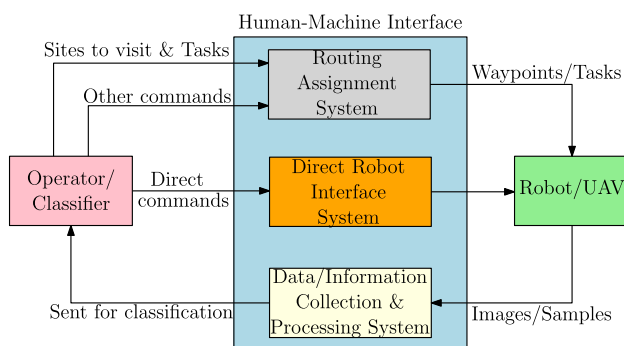 Human-Machine Interface
Sites to visit & Tasks
Routing
Assignment
System
Waypoints/Tasks
Other commands
Operator/
Classifier
Direct
commands
Direct Robot
Interface
System
Robot/UAV
Data/Information
Collection &
Processing System
Sent for classification
Images/Samples